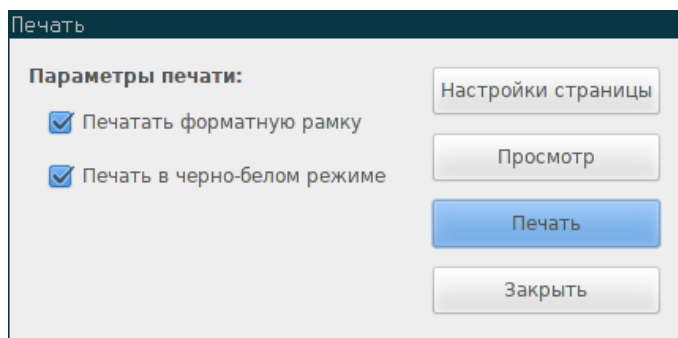 Печать
Параметры печати:
Печатать форматную рамку
Печать в черно-белом режиме
Настройки страницы
Просмотр
Печать
Закрыть